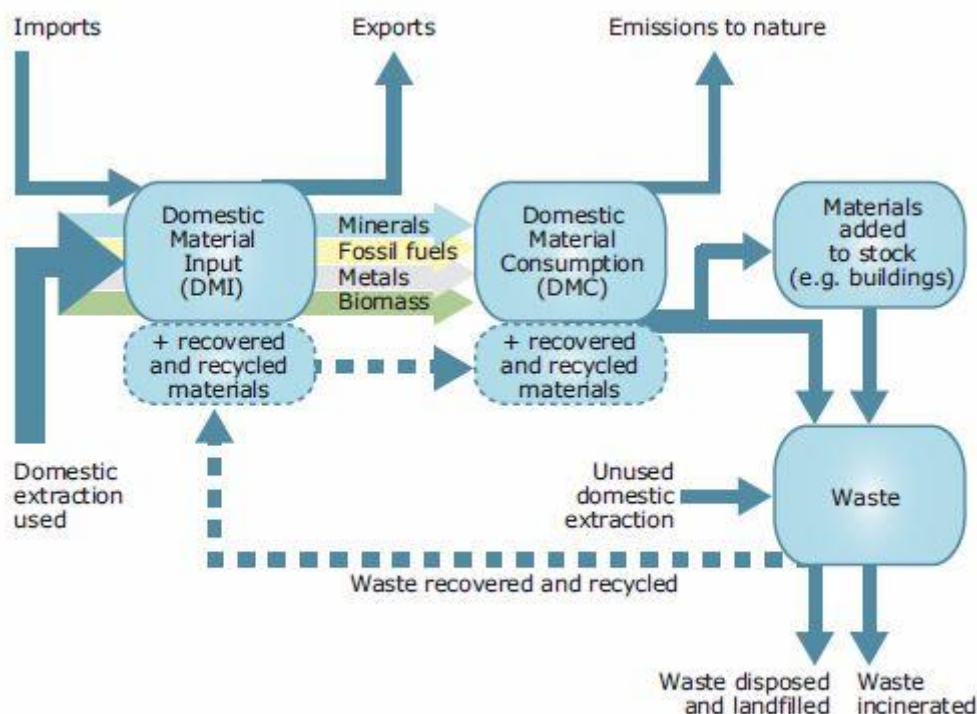 Imports
Exports
Emissions to nature
Domestic
Material
Input
(DMI)
Minerals
Fossil fuels
Metals
Biomass
Domestic
Material
Consumption
(DMC)
Materials
added
to stock
(e.g. buildings)
+ recovered
and recycled
materials
+ recovered
and recycled
materials
Domestic
extraction
used
Unused
domestic
extraction
Waste
Waste recovered and recycled
Waste disposed
and landfilled
Waste
incinerated